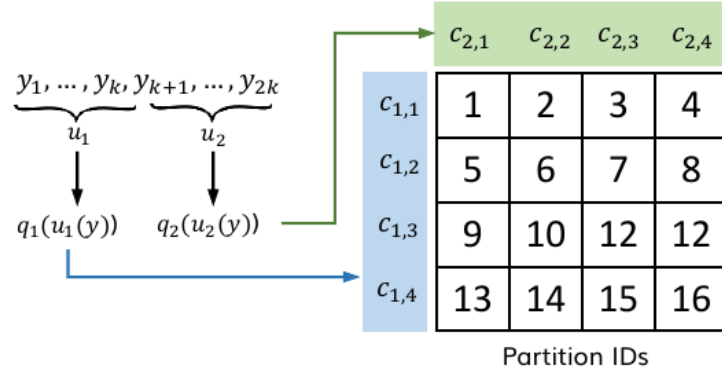 c₂,₁ c₂,₂ c₂,₃ c₂,₄
y₁, … , yₖ, yₖ₊₁, … , y₂ₖ
u₁ u₂
q₁(u₁(y)) q₂(u₂(y))
c₁,₁ 1 2 3 4
c₁,₂ 5 6 7 8
c₁,₃ 9 10 12 12
c₁,₄ 13 14 15 16
Partition IDs